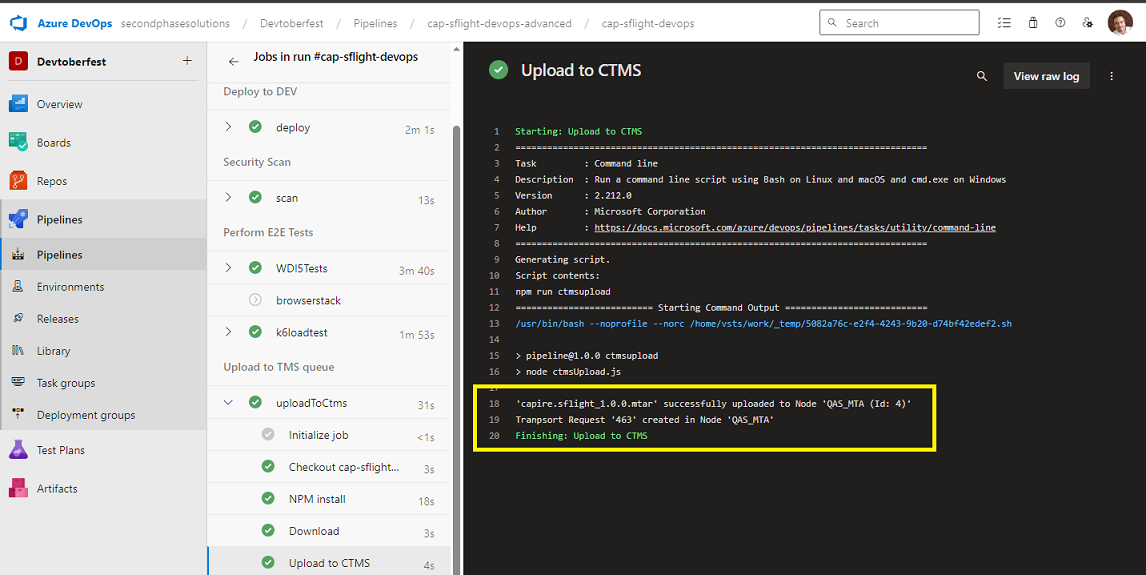 Azure DevOps secondphasesolutions / Devtoberfest / Pipelines / cap-sflight-devops-advanced / cap-sflight-devops
Search
D Devtoberfest +
Overview
Boards
Repos
Pipelines
Pipelines
Environments
Releases
Library
Task groups
Deployment groups
Test Plans
Artifacts
Jobs in run #cap-sflight-devops
Deploy to DEV
deploy 2m 1s
Security Scan
scan 13s
Perform E2E Tests
WDI5Tests 3m 40s
browserstack
k6loadtest 1m 53s
Upload to TMS queue
uploadToCtms 31s
Initialize job <1s
Checkout cap-sflight... 3s
NPM install 18s
Download 3s
Upload to CTMS 4s
Upload to CTMS
View raw log
1 Starting: Upload to CTMS
2 ==============================================================================
3 Task : Command line
4 Description : Run a command line script using Bash on Linux and macOS and cmd.exe on Windows
5 Version : 2.212.0
6 Author : Microsoft Corporation
7 Help : https://docs.microsoft.com/azure/devops/pipelines/tasks/utility/command-line
8 ==============================================================================
9 Generating script.
10 Script contents:
11 npm run ctmsupload
12 ========================== Starting Command Output ===========================
13 /usr/bin/bash --noprofile --norc /home/vsts/work/_temp/5082a76c-e2f4-4243-9b20-d74bf42edef2.sh
14
15 > pipeline@1.0.0 ctmsupload
16 > node ctmsUpload.js
17
18 'capire.sflight_1.0.0.mtar' successfully uploaded to Node 'QAS_MTA (Id: 4)'
19 Tranpsort Request '463' created in Node 'QAS_MTA'
20 Finishing: Upload to CTMS